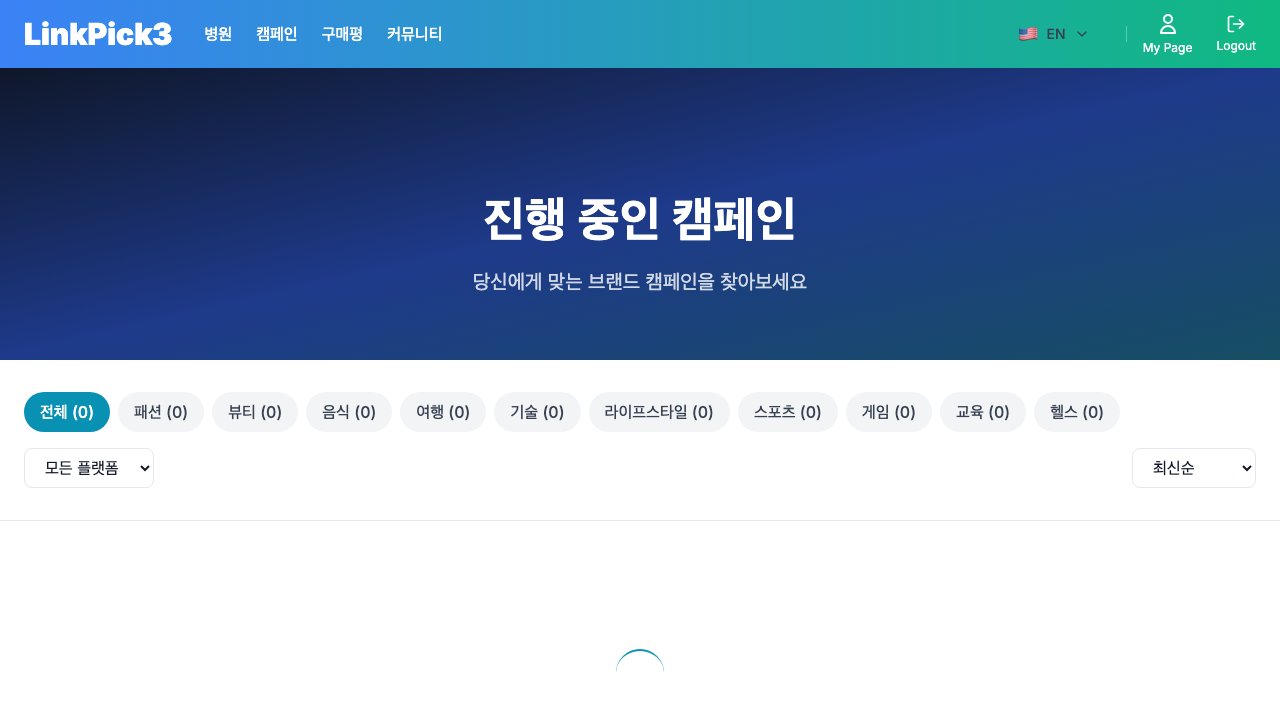 LinkPick3 병원 캠페인 구매평 커뮤니티 EN My Page Logout
진행 중인 캠페인
당신에게 맞는 브랜드 캠페인을 찾아보세요
전체 (0) 패션 (0) 뷰티 (0) 음식 (0) 여행 (0) 기술 (0) 라이프스타일 (0) 스포츠 (0) 게임 (0) 교육 (0) 헬스 (0)
모든 플랫폼 최신순